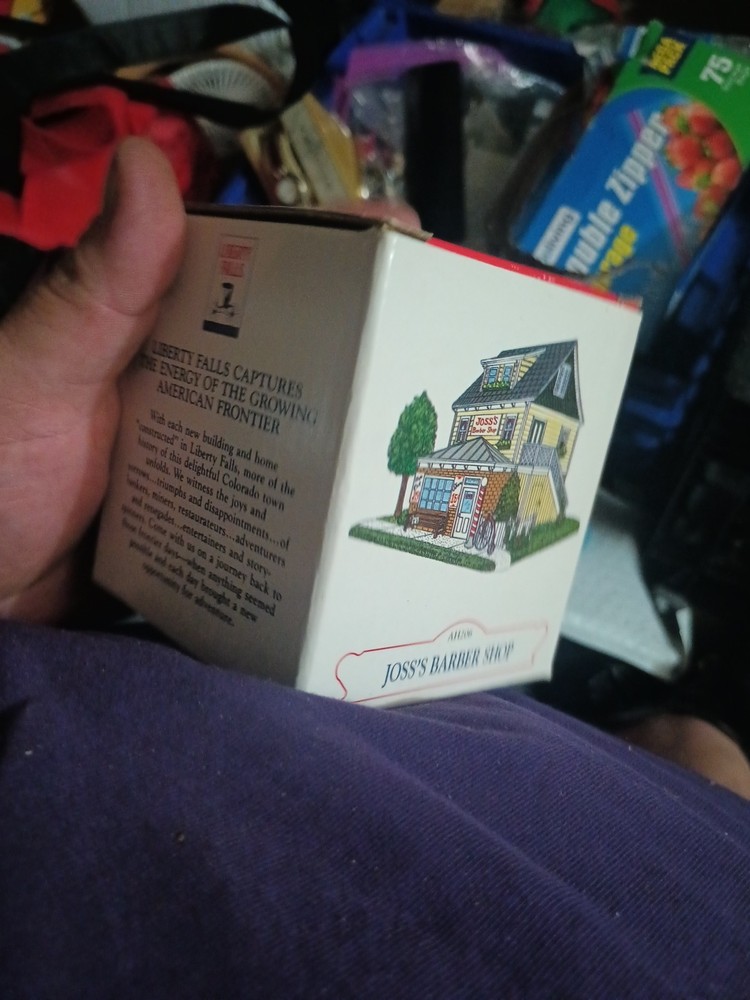 LIBERTY
FALLS
LIBERTY FALLS CAPTURES
THE ENERGY OF THE GROWING
AMERICAN FRONTIER
With each new building and home
"constructed" in Liberty Falls, more of the
history of this delightful Colorado town
unfolds. We witness the joys and
sorrows...triumphs and disappointments...of
bankers, miners, restaurateurs...adventurers
and renegades...entertainers and story-
Come with us on a journey back to
those frontier days—when anything seemed
possible and each day brought a new
opportunity for adventure.
JOSS'S
Barber Shop
AH206
JOSS'S BARBER SHOP
75
Double Zipper